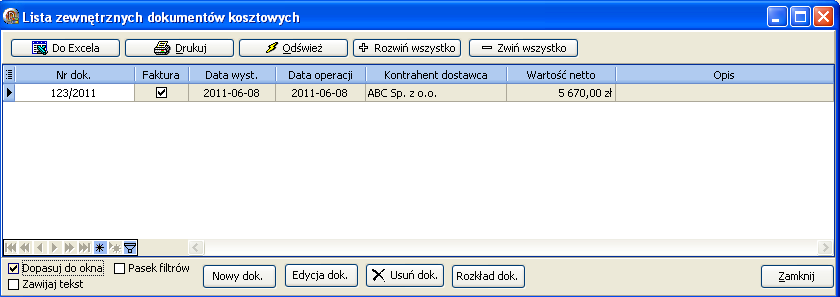 Lista zewnętrznych dokumentów kosztowych
Do Excela Drukuj Odśwież Rozwiń wszystko Zwiń wszystko
Nr dok. Faktura Data wyst. Data operacji Kontrahent dostawca Wartość netto Opis
123/2011 2011-06-08 2011-06-08 ABC Sp. z o.o. 5 670,00 zł
Dopasuj do okna Pasek filtrów
Zawijaj tekst
Nowy dok. Edycja dok. Usuń dok. Rozkład dok. Zamknij